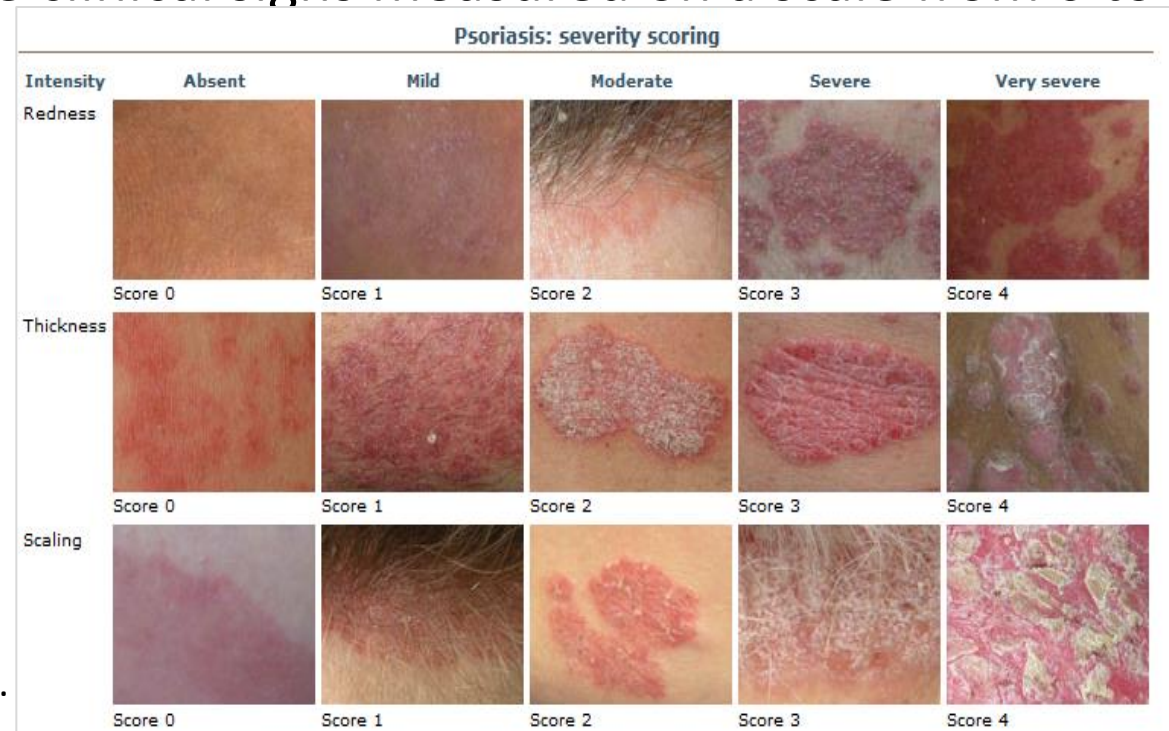 Psoriasis: severity scoring
Intensity Absent Mild Moderate Severe Very severe
Redness
Score 0 Score 1 Score 2 Score 3 Score 4
Thickness
Score 0 Score 1 Score 2 Score 3 Score 4
Scaling
.
Score 0 Score 1 Score 2 Score 3 Score 4